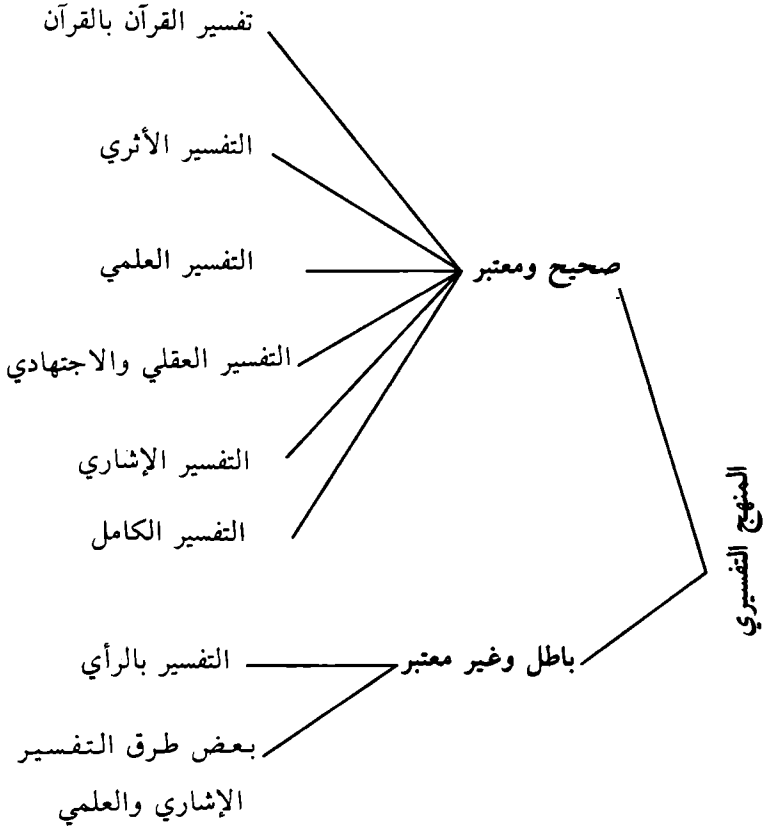 المنهج التفسيري
صحيح ومعتبر
تفسير القرآن بالقرآن
التفسير الأثري
التفسير العلمي
التفسير العقلي والاجتهادي
التفسير الإشاري
التفسير الكامل
باطل وغير معتبر
التفسير بالرأي
بعض طرق التفسير
الإشاري والعلمي